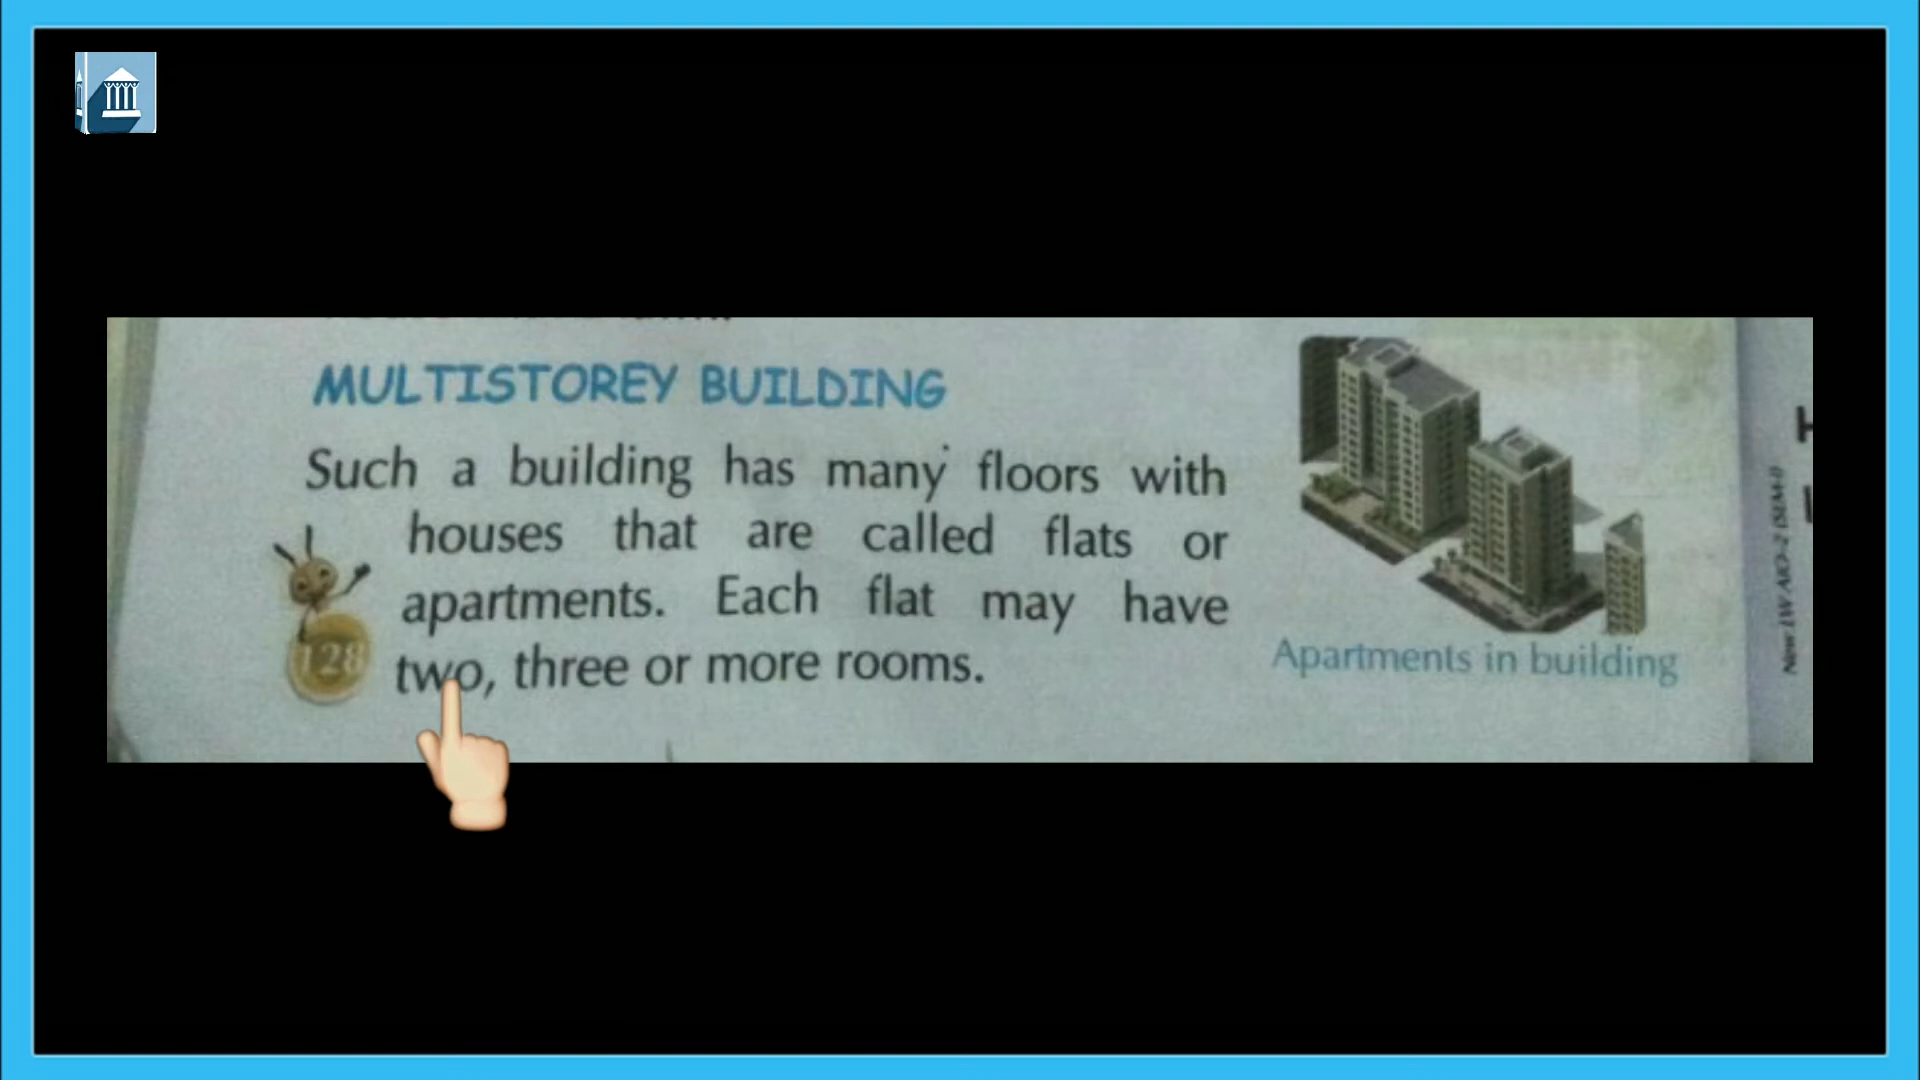 MULTISTOREY BUILDING
Such a building has many floors with
houses that are called flats or
apartments. Each flat may have
two, three or more rooms.
128
Apartments in building